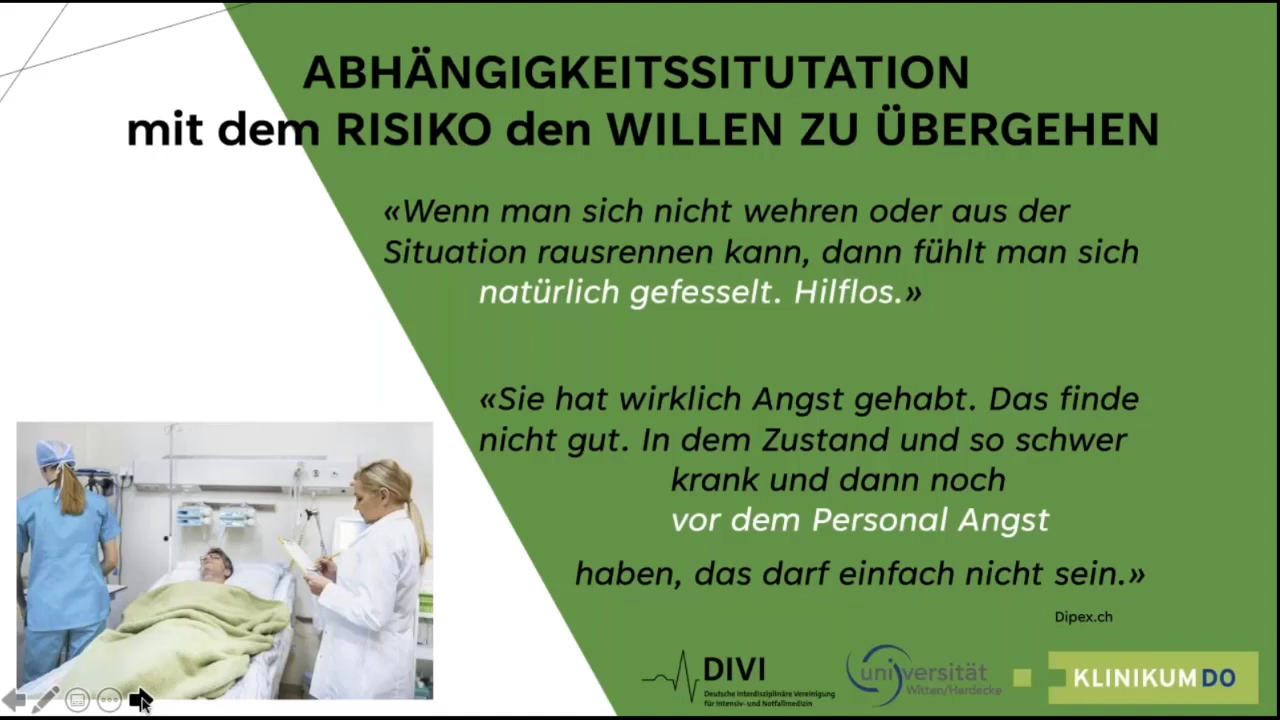 ABHÄNGIGKEITSSITUTATION
mit dem RISIKO den WILLEN ZU ÜBERGEHEN
«Wenn man sich nicht wehren oder aus der
Situation rausrennen kann, dann fühlt man sich
natürlich gefesselt. Hilflos.»
«Sie hat wirklich Angst gehabt. Das finde
nicht gut. In dem Zustand und so schwer
krank und dann noch
vor dem Personal Angst
haben, das darf einfach nicht sein.»
Dipex.ch
DIVI
Deutsche Interdisziplinäre Vereinigung
für Intensiv- und Notfallmedizin
universität
Witten/Herdecke
KLINIKUMDO